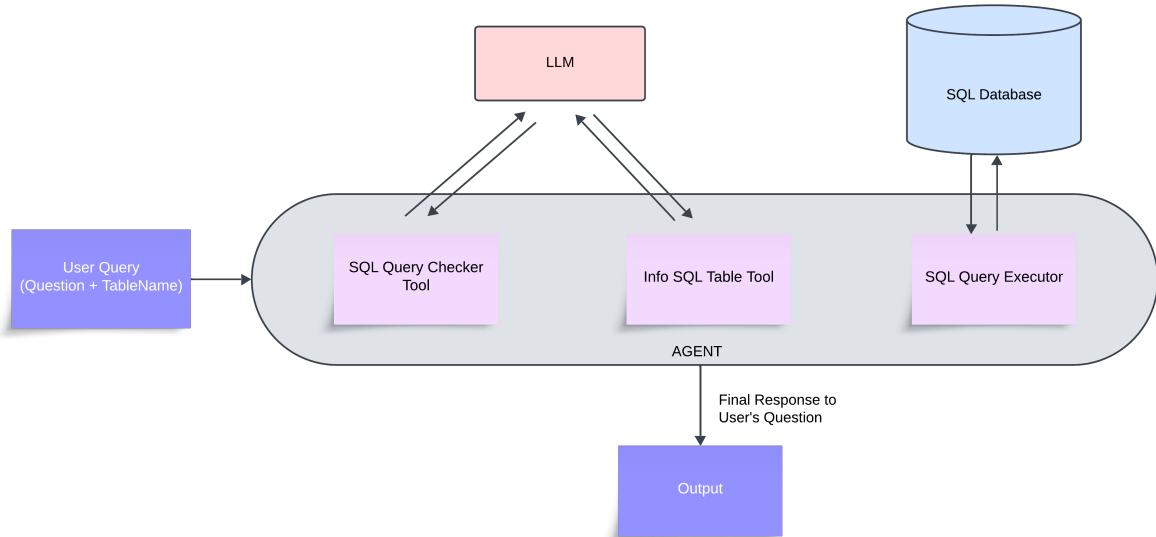 LLM
SQL Database
User Query
(Question + TableName)
SQL Query Checker
Tool
Info SQL Table Tool
SQL Query Executor
AGENT
Final Response to
User's Question
Output